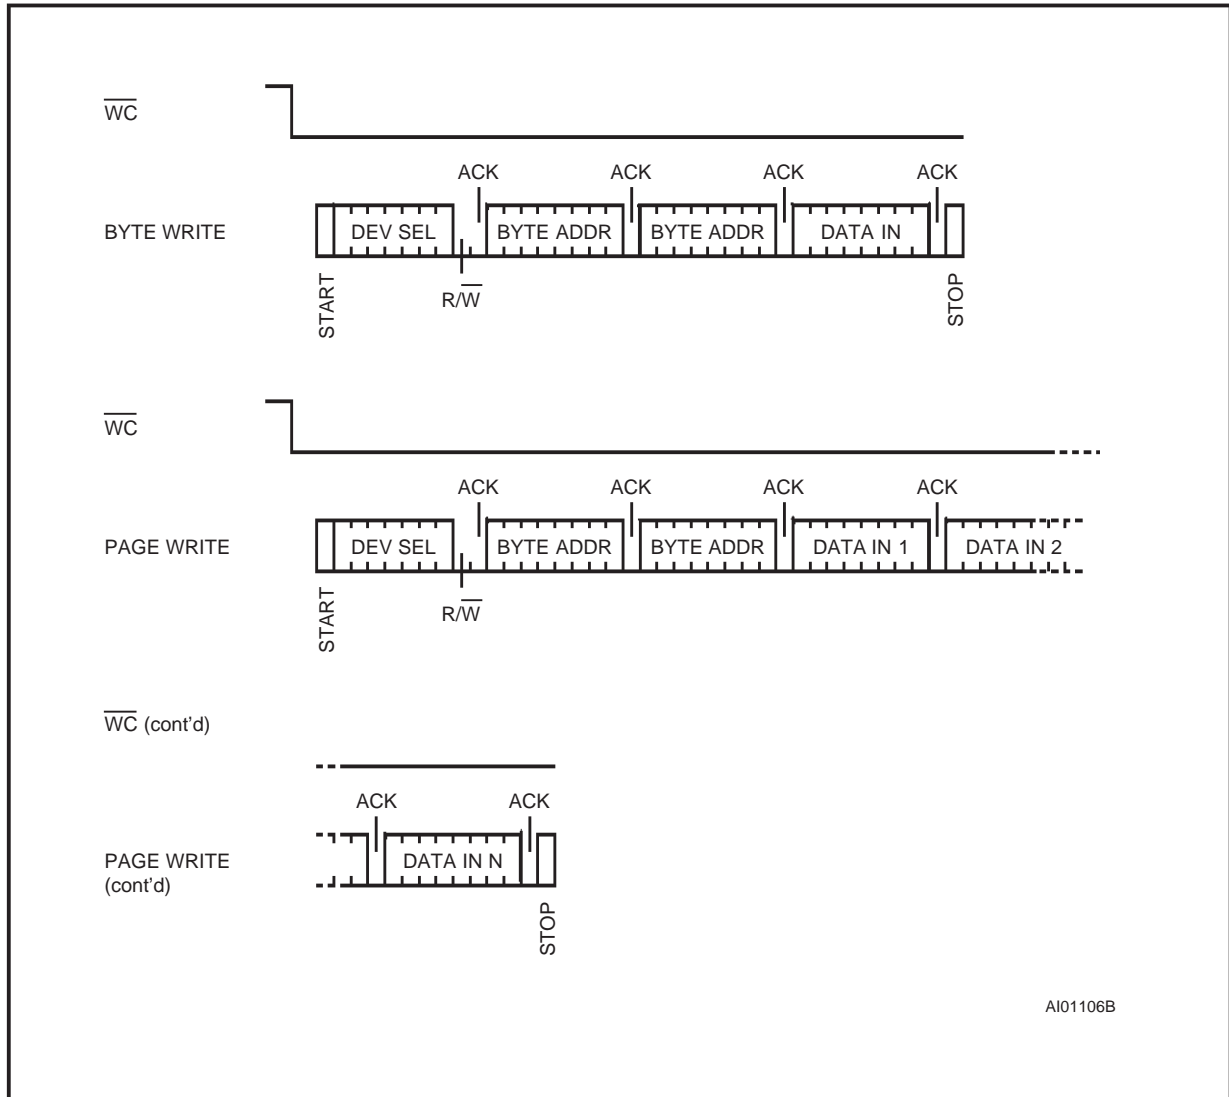 WC
ACK ACK ACK ACK
BYTE WRITE DEV SEL BYTE ADDR BYTE ADDR DATA IN
R/W
START
STOP
WC
ACK ACK ACK ACK
PAGE WRITE DEV SEL BYTE ADDR BYTE ADDR DATA IN 1 DATA IN 2
R/W
START
WC (cont'd)
ACK ACK
PAGE WRITE DATA IN N
(cont'd)
STOP
AI01106B